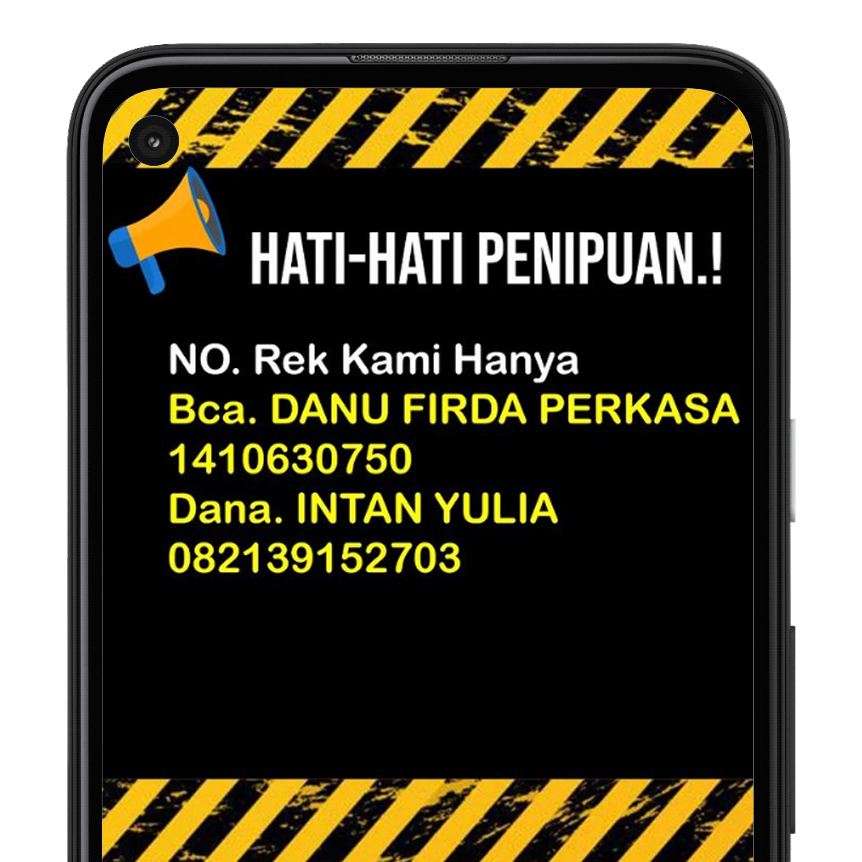 HATI-HATI PENIPUAN.!
NO. Rek Kami Hanya
Bca. DANU FIRDA PERKASA
1410630750
Dana. INTAN YULIA
082139152703